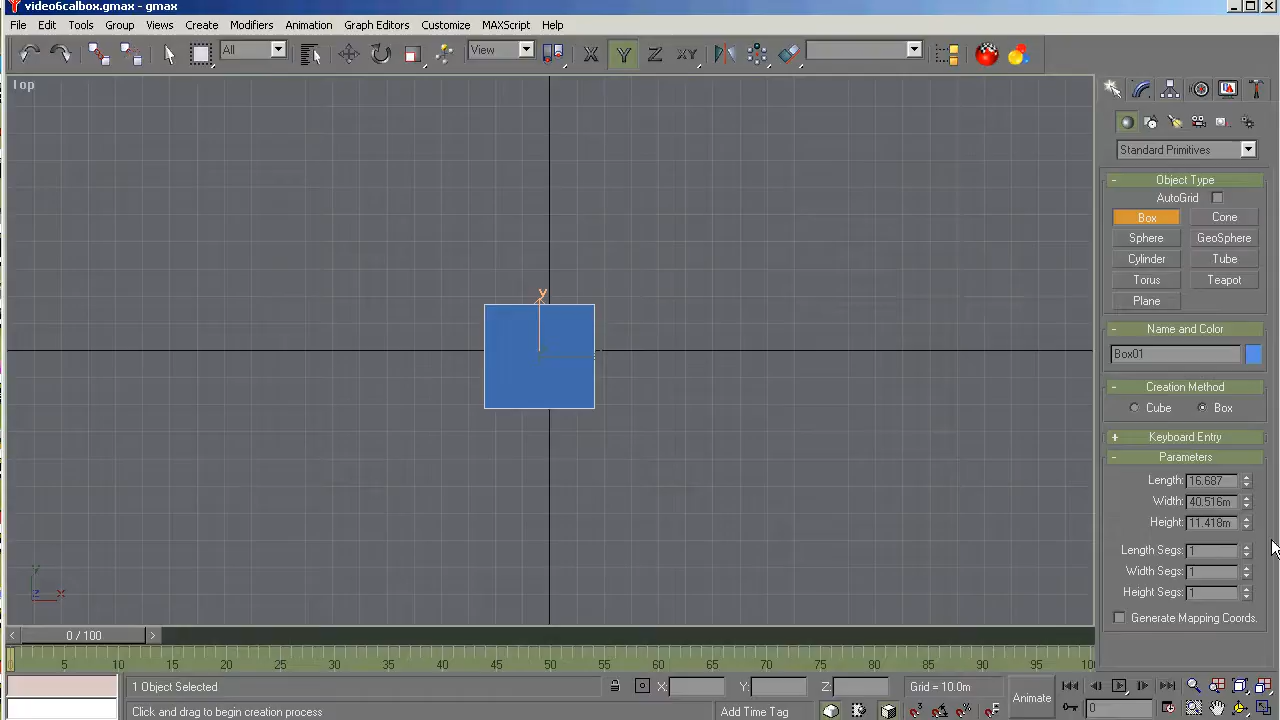 video6calbox.gmax - gmax
File Edit Tools Group Views Create Modifiers Animation Graph Editors Customize MAXScript Help
All View X Y Z XY
Top
Standard Primitives
- Object Type
AutoGrid
Box Cone
Sphere GeoSphere
Cylinder Tube
Torus Teapot
Plane
- Name and Color
Box01
- Creation Method
Cube Box
+ Keyboard Entry
- Parameters
Length: 16.687
Width: 40.516m
Height: 11.418m
Length Segs: 1
Width Segs: 1
Height Segs: 1
Generate Mapping Coords.
y
Y
Z X
< 0 / 100 >
5 10 15 20 25 30 35 40 45 50 55 60 65 70 75 80 85 90 95 100
1 Object Selected X: Y: Z: Grid = 10.0m Animate
Click and drag to begin creation process Add Time Tag 0